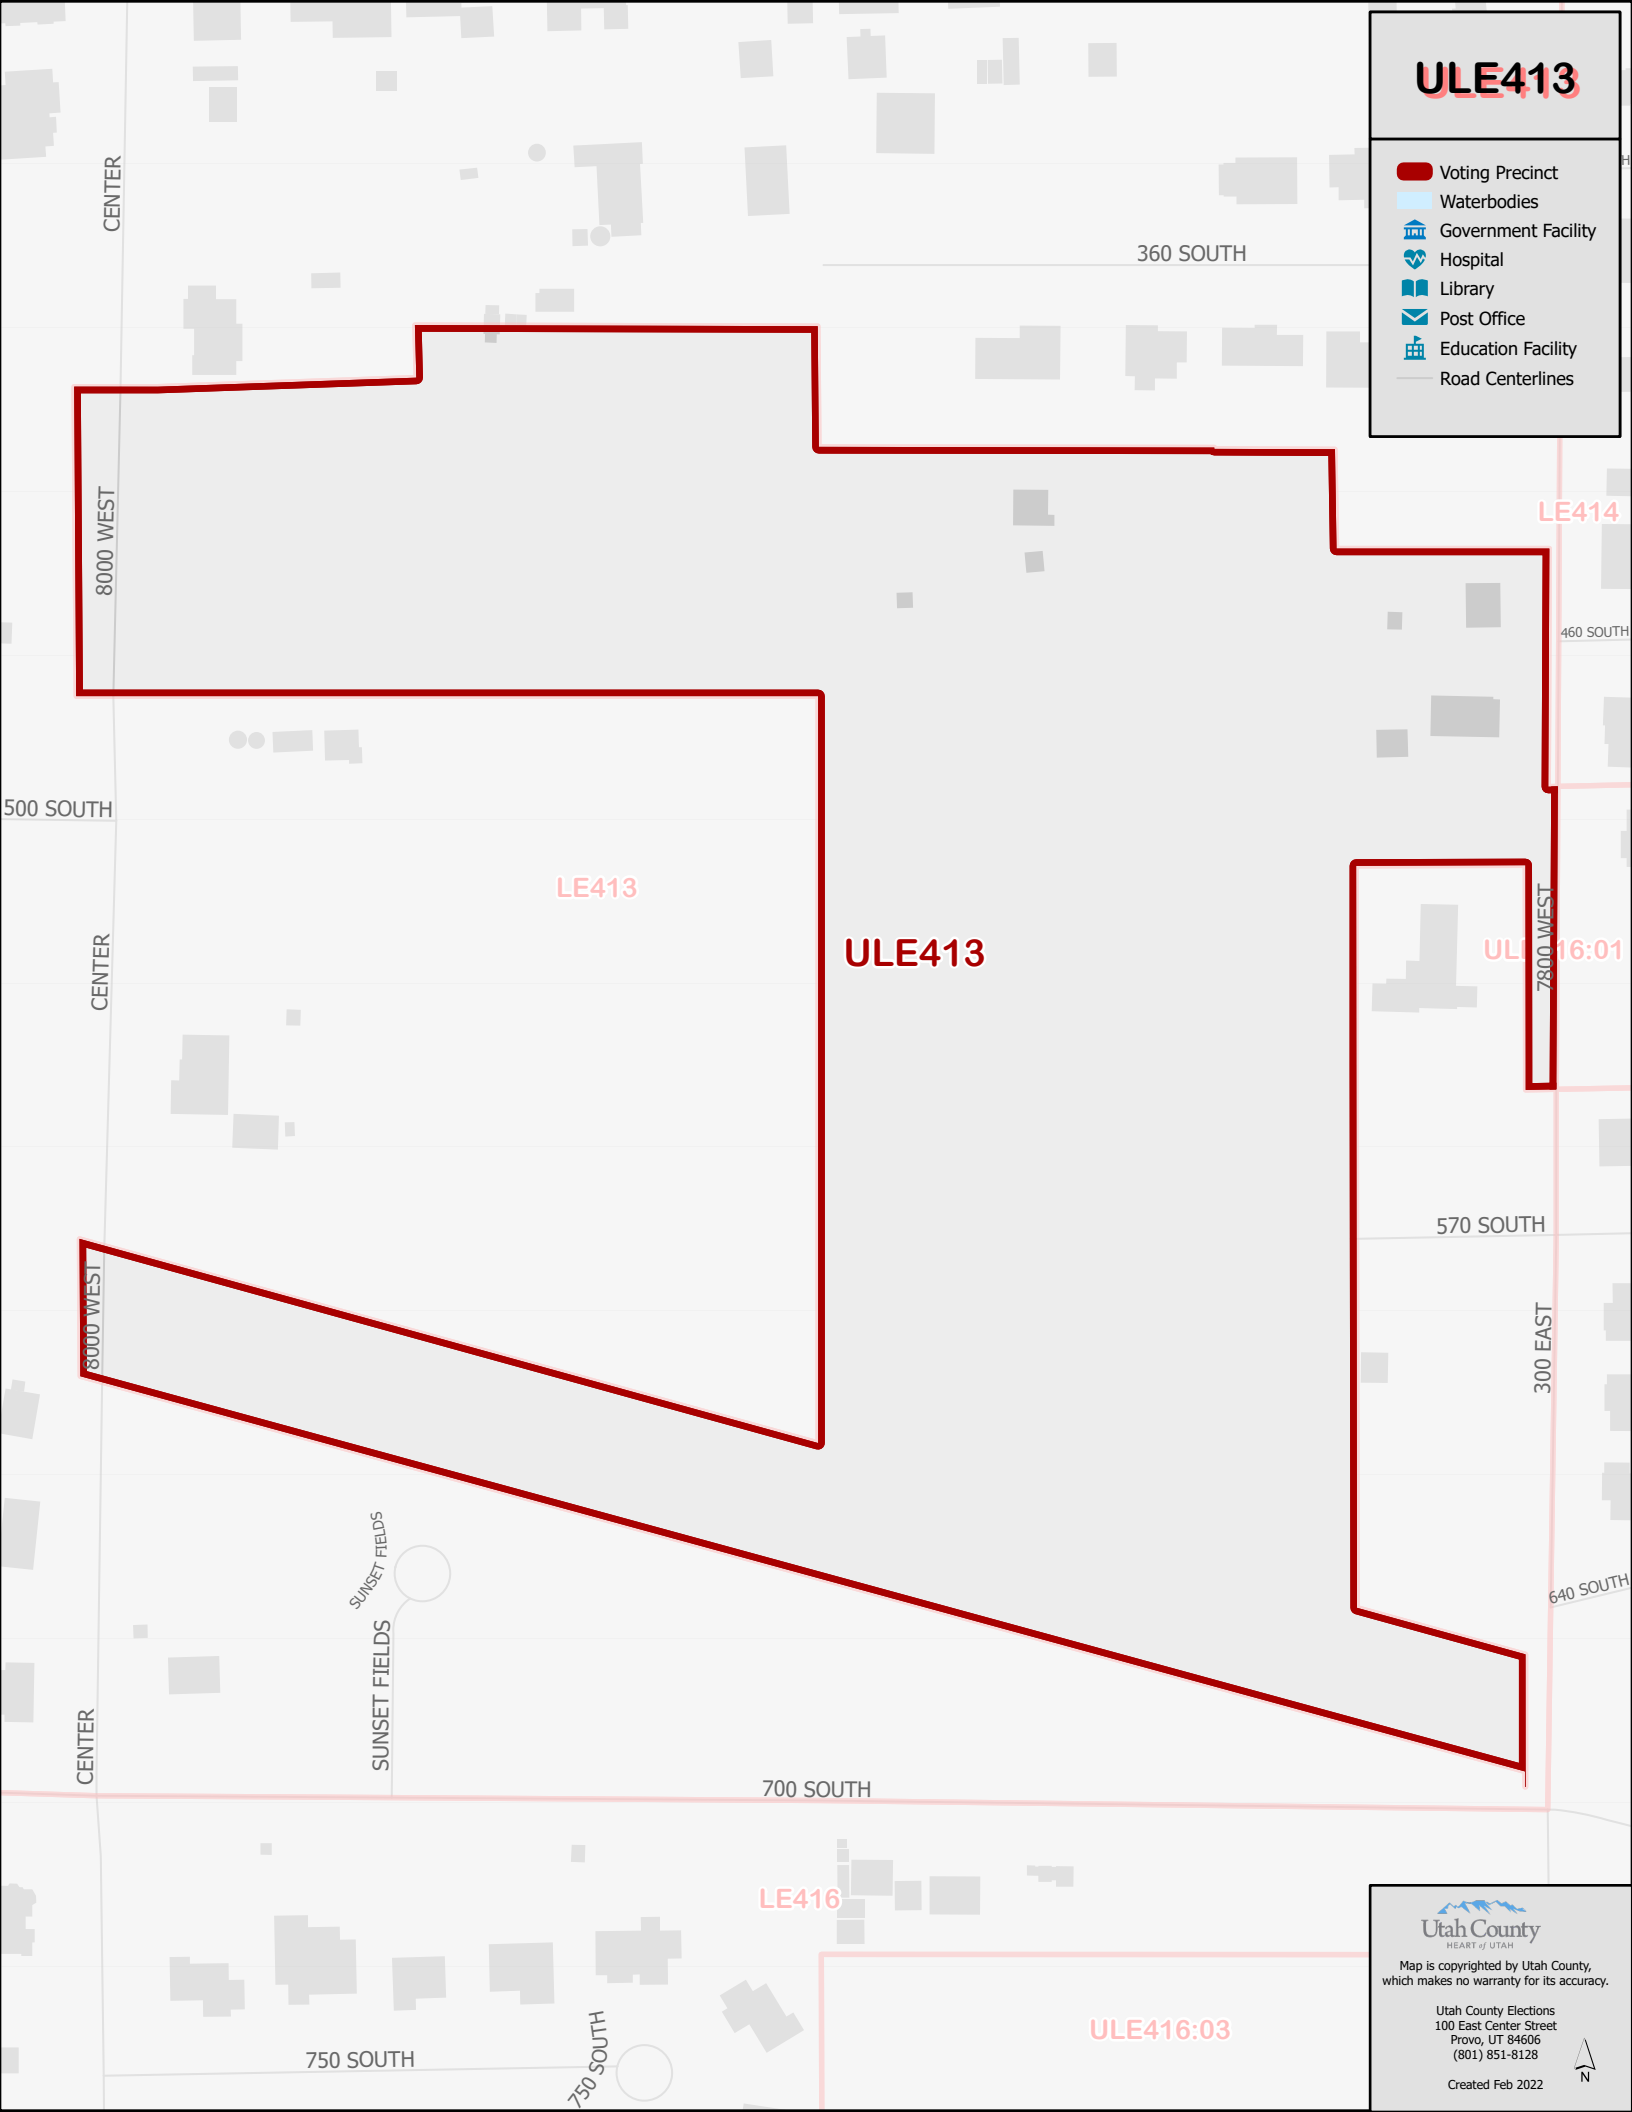 ULE413
Voting Precinct
Waterbodies
Government Facility
Hospital
Library
Post Office
Education Facility
Road Centerlines
CENTER
360 SOUTH
8000 WEST
LE414
460 SOUTH
500 SOUTH
LE413
CENTER
ULE413
7800 WEST
570 SOUTH
8000 WEST
300 EAST
SUNSET FIELDS
640 SOUTH
SUNSET FIELDS
CENTER
700 SOUTH
LE416
ULE416:03
750 SOUTH
750 SOUTH
Utah County
HEART of UTAH
Map is copyrighted by Utah County,
which makes no warranty for its accuracy.
Utah County Elections
100 East Center Street
Provo, UT 84606
(801) 851-8128
Created Feb 2022
N